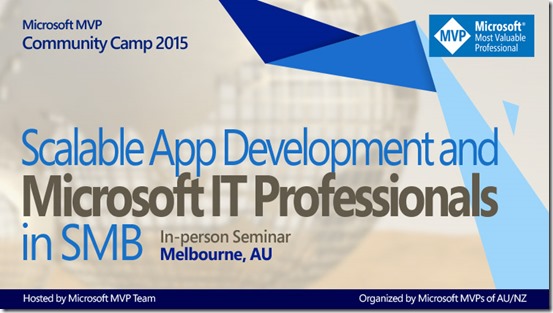 Microsoft MVP
Community Camp 2015
MVP
Microsoft®
Most Valuable
Professional
Scalable App Development and
Microsoft IT Professionals
in SMB
In-person Seminar
Melbourne, AU
Hosted by Microsoft MVP Team
Organized by Microsoft MVPs of AU/NZ